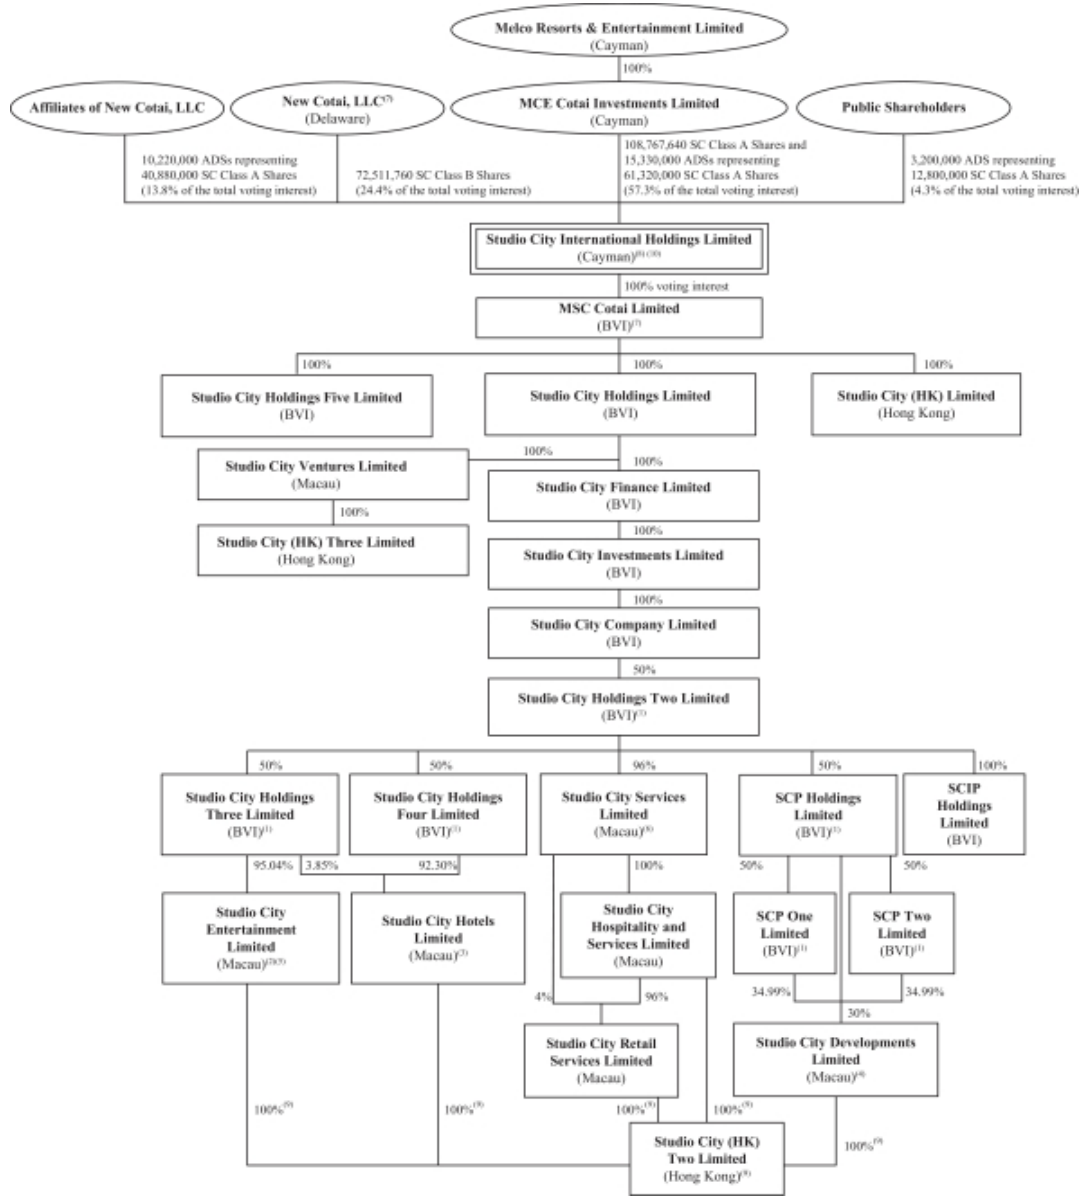 Melco Resorts & Entertainment Limited
(Cayman)
100%
Affiliates of New Cotai, LLC
New Cotai, LLC(7)
(Delaware)
MCE Cotai Investments Limited
(Cayman)
Public Shareholders
10,220,000 ADSs representing
40,880,000 SC Class A Shares
(13.8% of the total voting interest)
72,511,760 SC Class B Shares
(24.4% of the total voting interest)
108,767,640 SC Class A Shares and
15,330,000 ADSs representing
61,320,000 SC Class A Shares
(57.3% of the total voting interest)
3,200,000 ADS representing
12,800,000 SC Class A Shares
(4.3% of the total voting interest)
Studio City International Holdings Limited
(Cayman)
100% voting interest
MSC Cotai Limited
(BVI)(7)
100%
100%
100%
Studio City Holdings Five Limited
(BVI)
Studio City Holdings Limited
(BVI)
Studio City (HK) Limited
(Hong Kong)
100%
100%
Studio City Ventures Limited
(Macau)
Studio City Finance Limited
(BVI)
100%
100%
Studio City (HK) Three Limited
(Hong Kong)
Studio City Investments Limited
(BVI)
100%
Studio City Company Limited
(BVI)
50%
Studio City Holdings Two Limited
(BVI)(1)
50%
50%
96%
50%
100%
Studio City Holdings
Three Limited
(BVI)(1)
Studio City Holdings
Four Limited
(BVI)(1)
Studio City Services
Limited
(Macau)
SCP Holdings
Limited
(BVI)(1)
SCIP
Holdings
Limited
(BVI)
95.04%
3.85%
92.30%
100%
50%
50%
Studio City
Entertainment
Limited
(Macau)
Studio City Hotels
Limited
(Macau)
Studio City
Hospitality and
Services Limited
(Macau)
SCP One
Limited
(BVI)(1)
SCP Two
Limited
(BVI)(1)
4%
96%
34.99%
34.99%
30%
Studio City Retail
Services Limited
(Macau)
Studio City Developments
Limited
(Macau)(4)
100%(9)
100%(9)
100%(9)
100%(9)
100%(9)
Studio City (HK)
Two Limited
(Hong Kong)